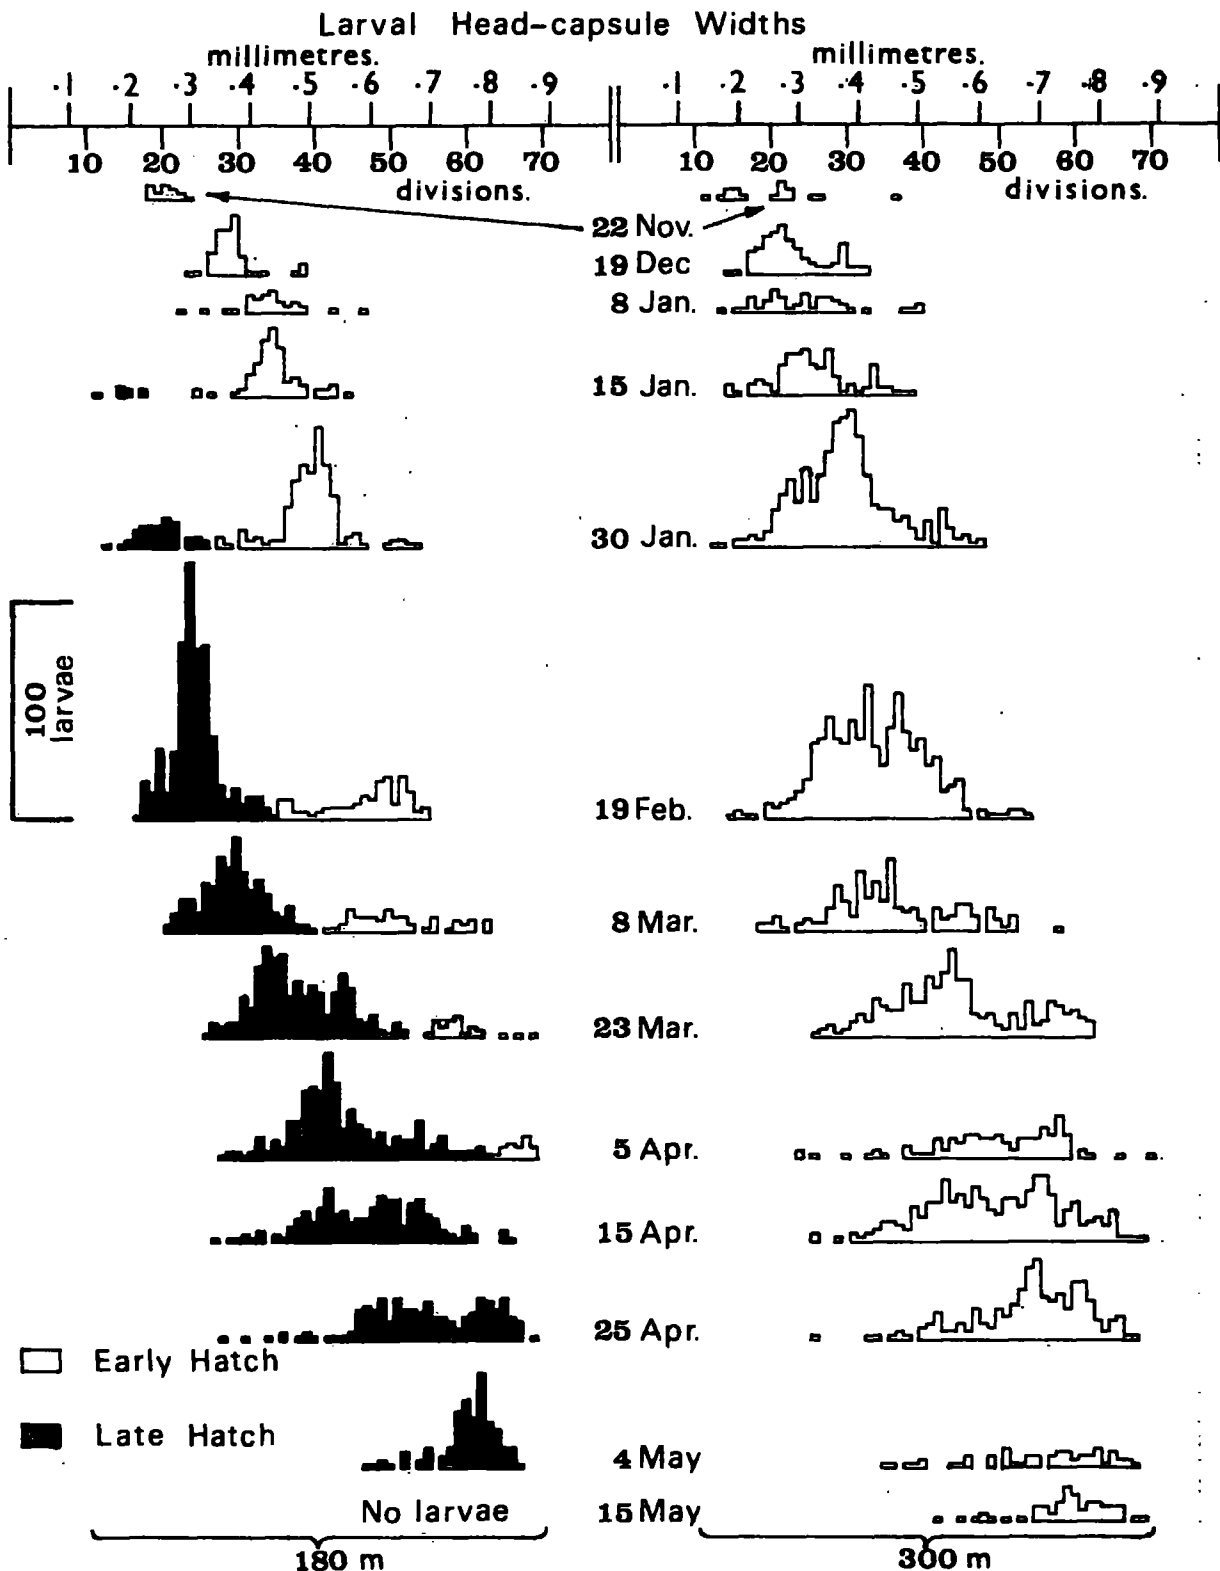 Larval Head-capsule Widths
millimetres. millimetres.
·1 ·2 ·3 ·4 ·5 ·6 ·7 ·8 ·9 ·1 ·2 ·3 ·4 ·5 ·6 ·7 ·8 ·9
10 20 30 40 50 60 70 10 20 30 40 50 60 70
divisions. divisions.
22 Nov.
19 Dec
8 Jan.
15 Jan.
30 Jan.
100 larvae
19 Feb.
8 Mar.
23 Mar.
5 Apr.
15 Apr.
25 Apr.
Early Hatch
Late Hatch
4 May
No larvae 15 May
180 m 300 m